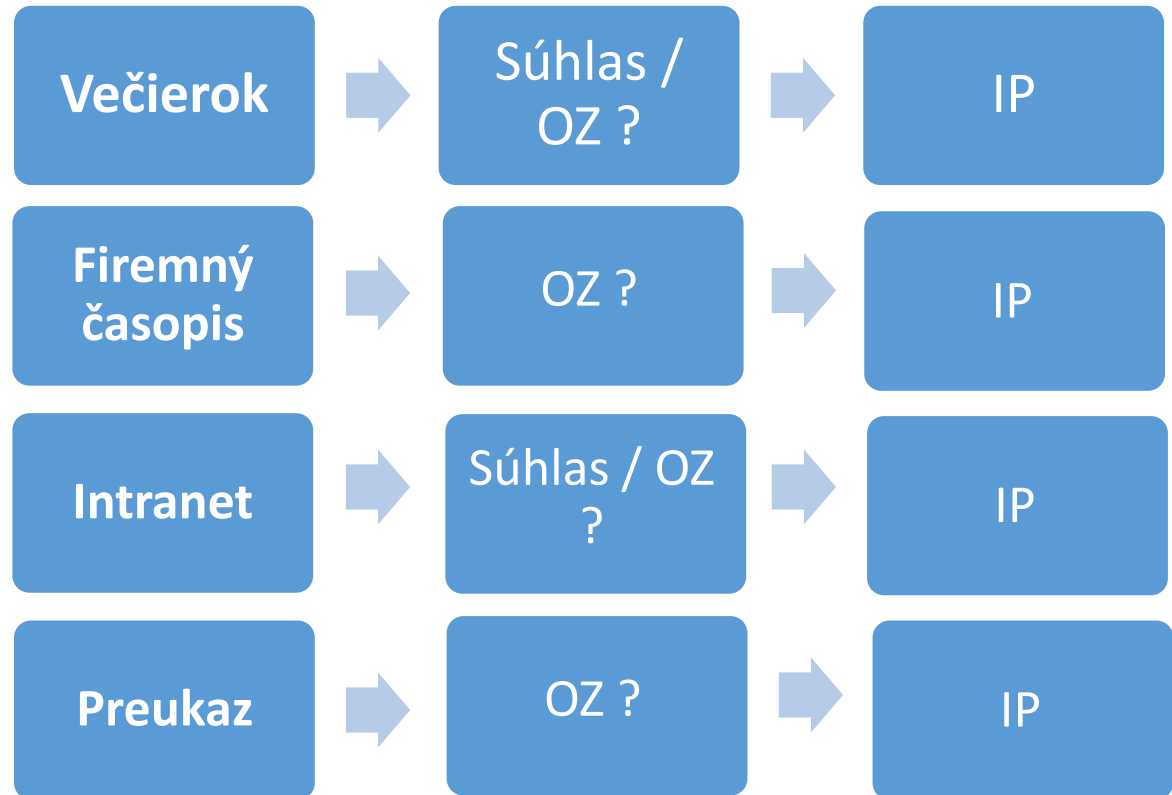 Večierok
Súhlas /
OZ ?
IP
Firemný
časopis
OZ ?
IP
Intranet
Súhlas / OZ
?
IP
Preukaz
OZ ?
IP